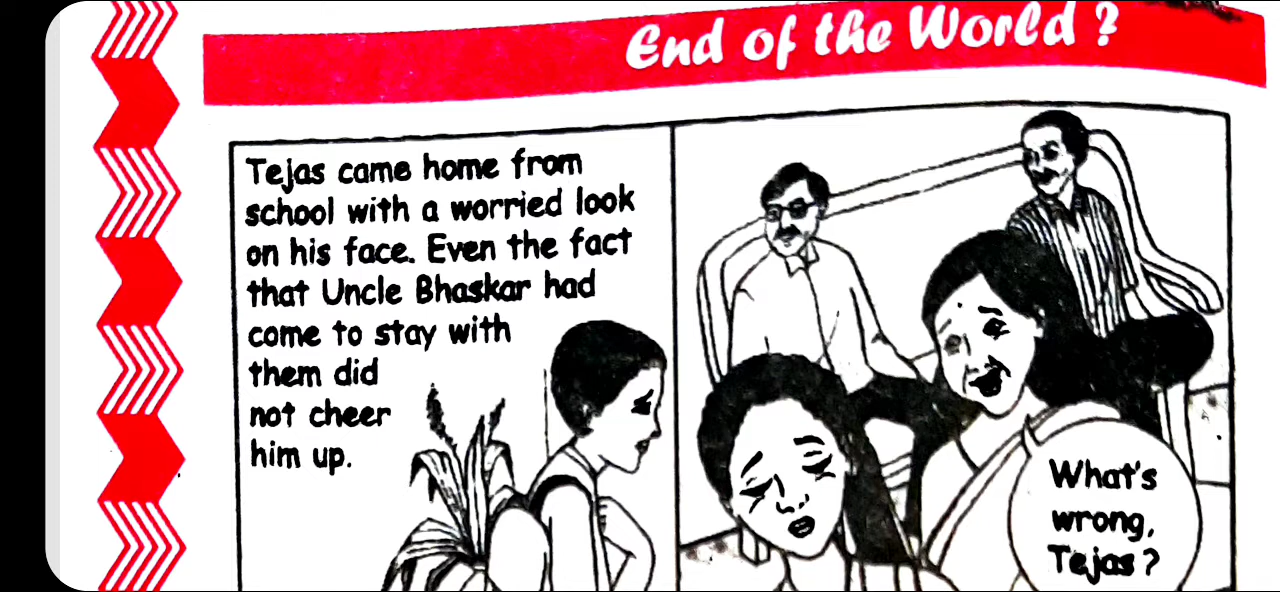 End of the World?
Tejas came home from
school with a worried look
on his face. Even the fact
that Uncle Bhaskar had
come to stay with
them did
not cheer
him up.
What's
wrong,
Tejas?